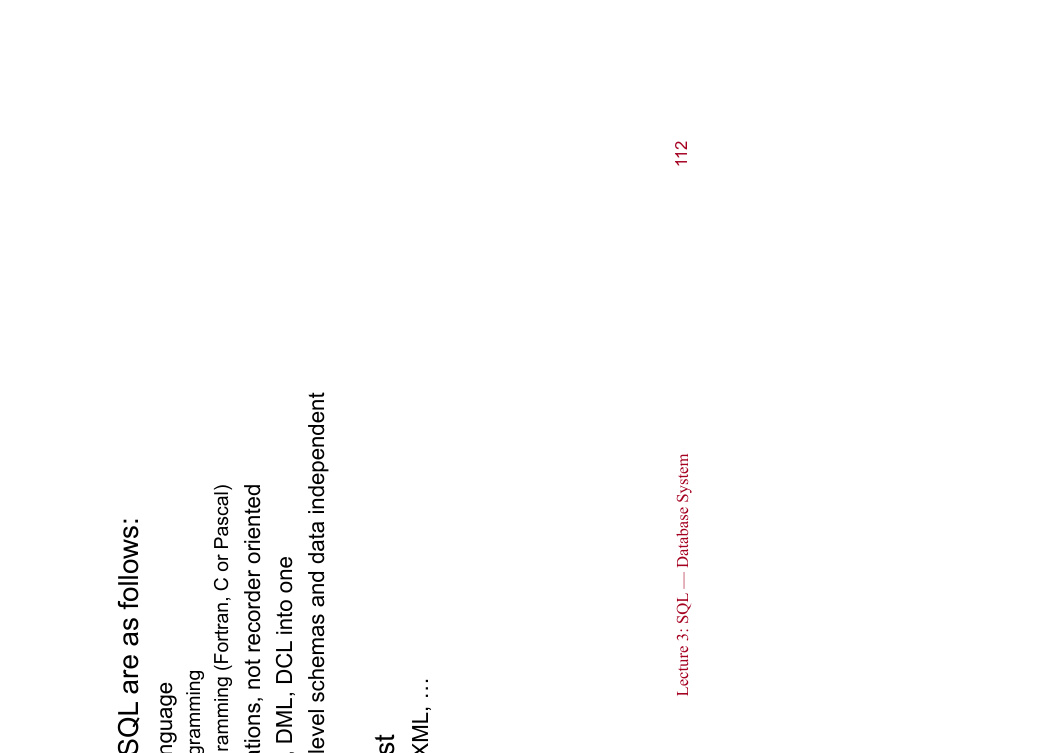 SQL are as follows:
nguage
gramming
ramming (Fortran, C or Pascal)
ations, not recorder oriented
, DML, DCL into one
level schemas and data independent
st
XML, …
Lecture 3: SQL — Database System
112